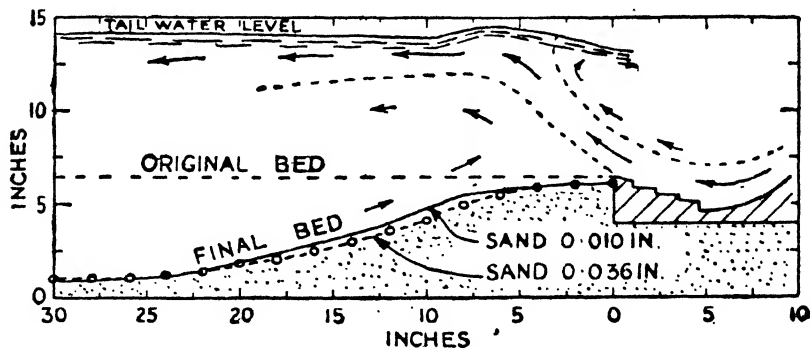 15
TAIL WATER LEVEL
10
INCHES
ORIGINAL BED
5
FINAL BED
SAND 0.010 IN.
SAND 0.036 IN.
0
30 25 20 15 10 5 0 5 10
INCHES